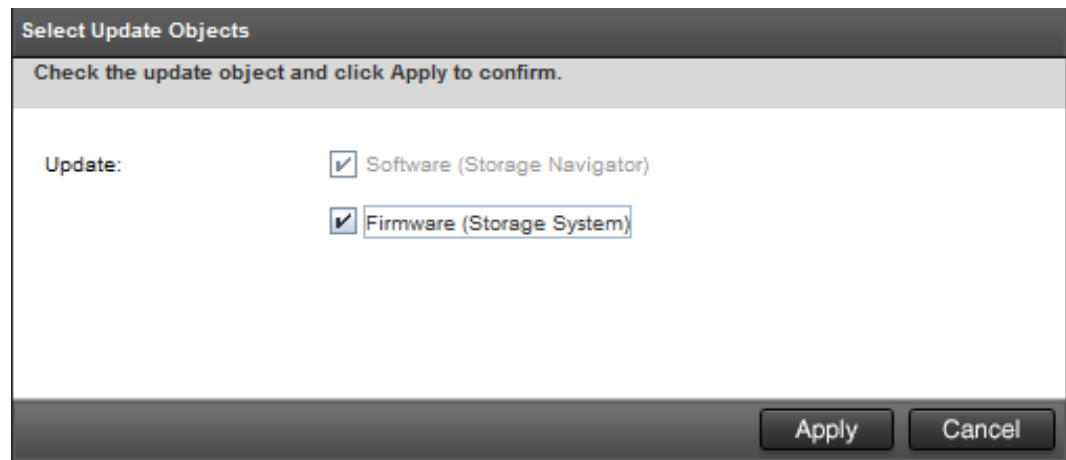 Select Update Objects
Check the update object and click Apply to confirm.
Update:
Software (Storage Navigator)
Firmware (Storage System)
Apply
Cancel